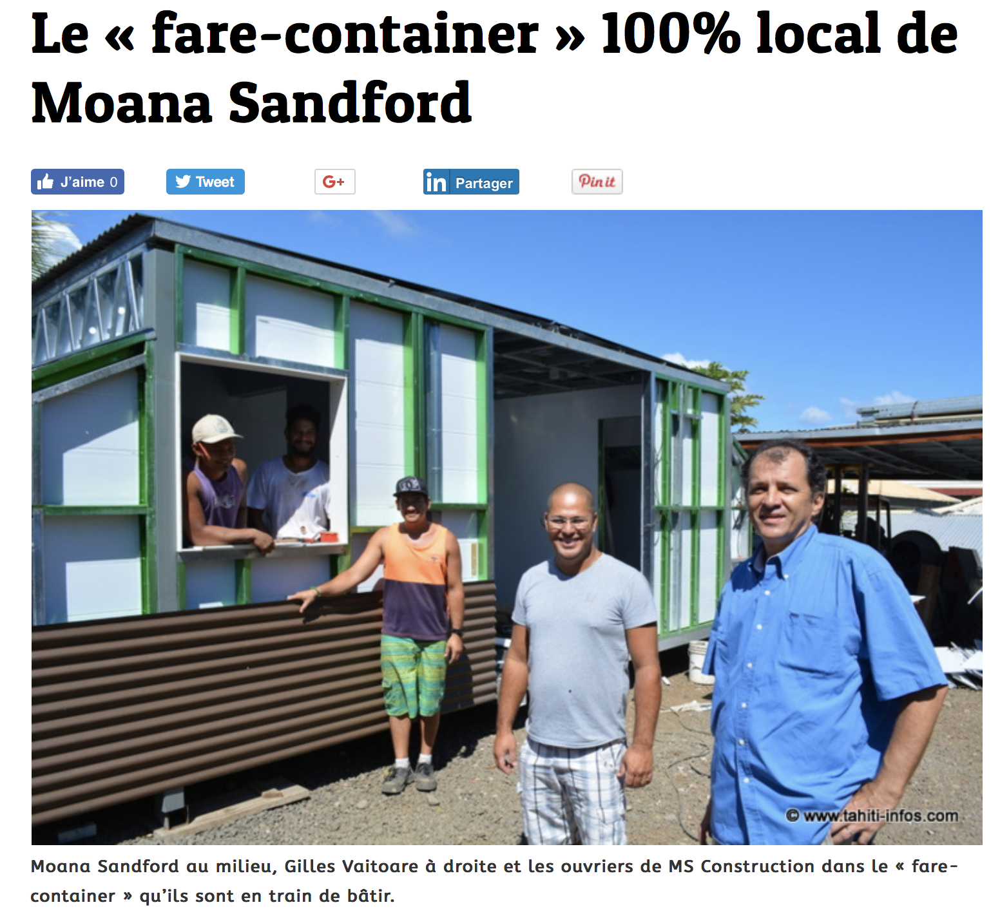 Le « fare-container » 100% local de
Moana Sandford
J'aime 0
Tweet
G+
in Partager
Pin it
© www.tahiti-infos.com
Moana Sandford au milieu, Gilles Vaitoare à droite et les ouvriers de MS Construction dans le « fare-
container » qu'ils sont en train de bâtir.